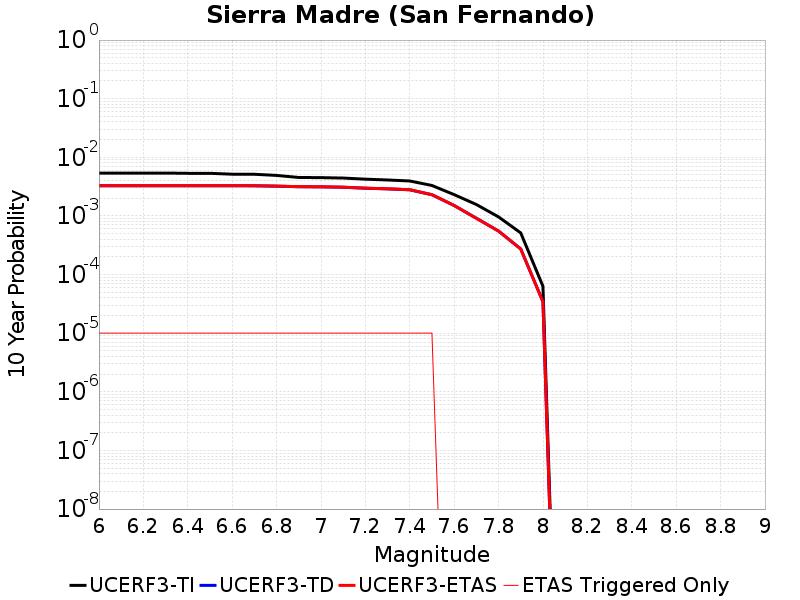 Sierra Madre (San Fernando)
10^0
10^-1
10^-2
10^-3
10^-4
10^-5
10^-6
10^-7
10^-8
10 Year Probability
6 6.2 6.4 6.6 6.8 7 7.2 7.4 7.6 7.8 8 8.2 8.4 8.6 8.8 9
Magnitude
UCERF3-TI UCERF3-TD UCERF3-ETAS ETAS Triggered Only